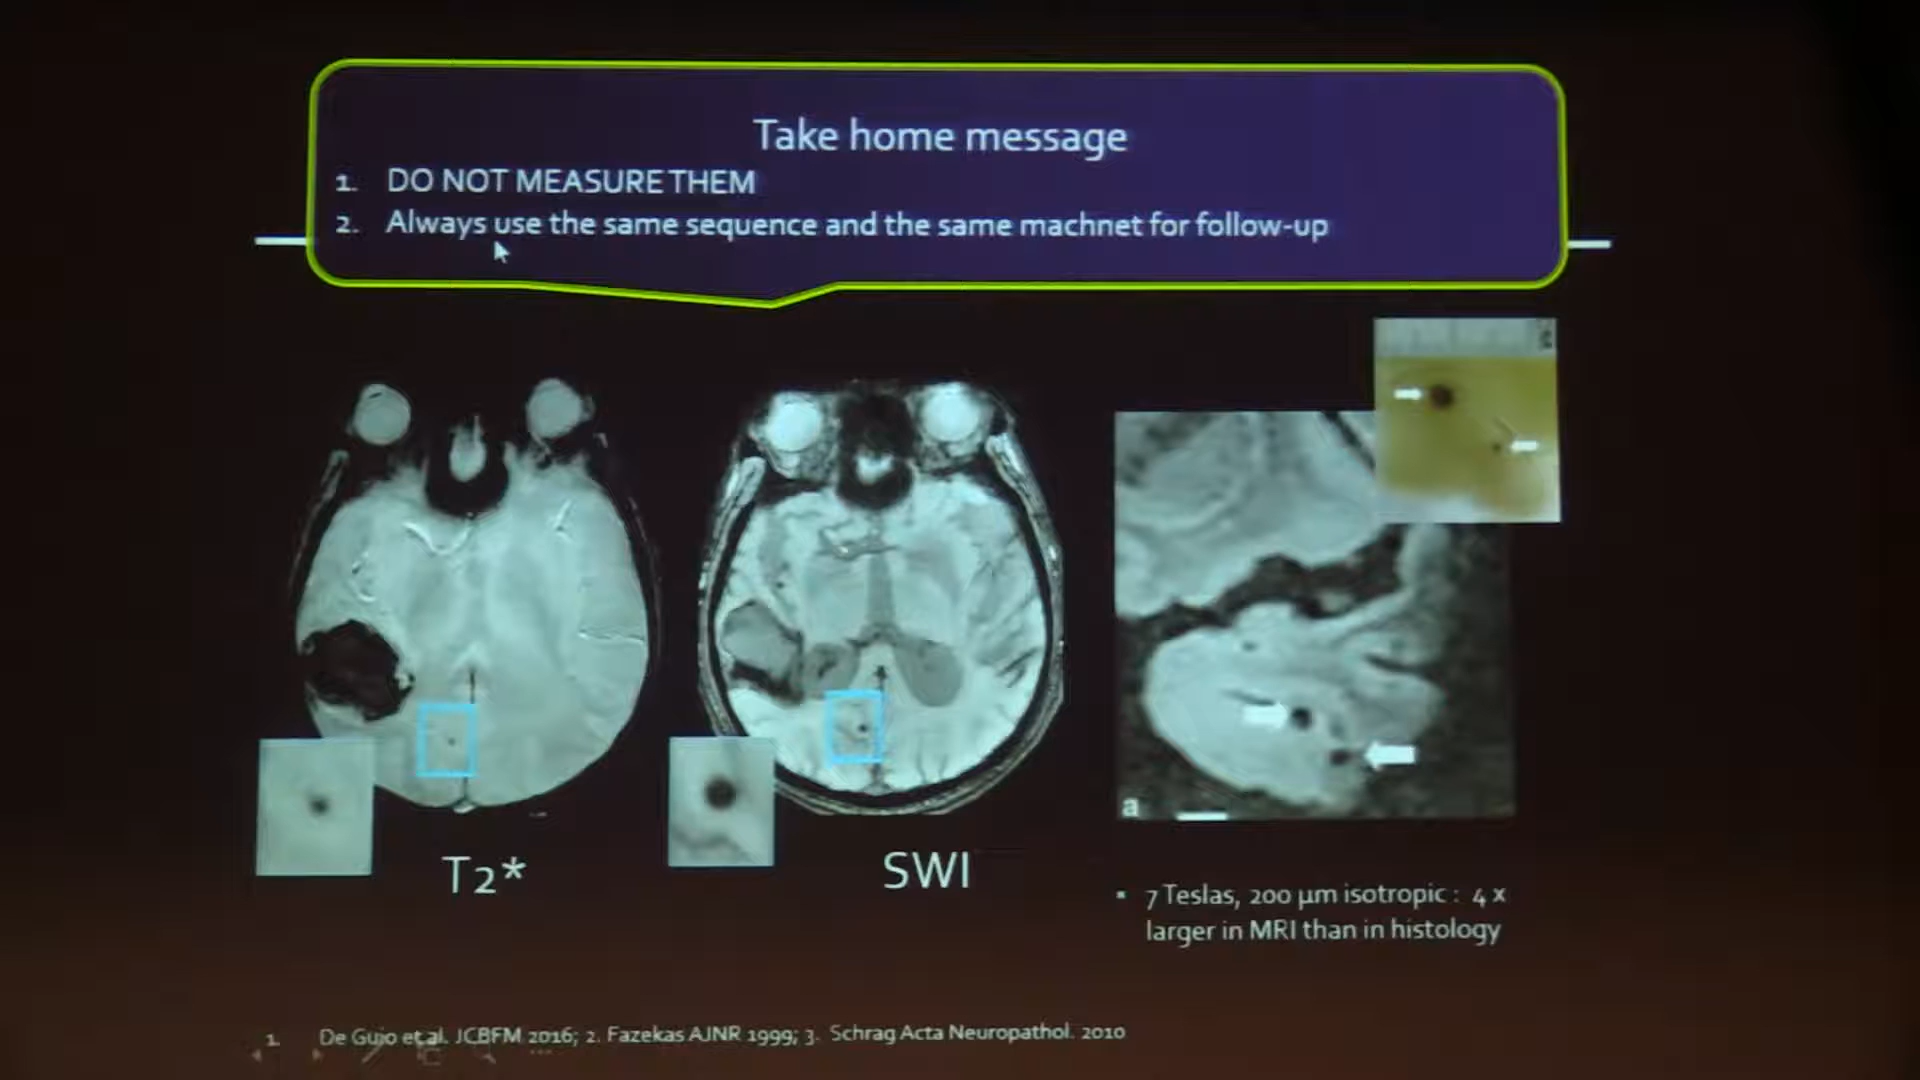 Take home message
1. DO NOT MEASURE THEM
2. Always use the same sequence and the same machnet for follow-up
T2*
SWI
a
▪ 7 Teslas, 200 µm isotropic : 4 x
larger in MRI than in histology
1. De Guio et al. JCBFM 2016; 2. Fazekas AJNR 1999; 3. Schrag Acta Neuropathol. 2010